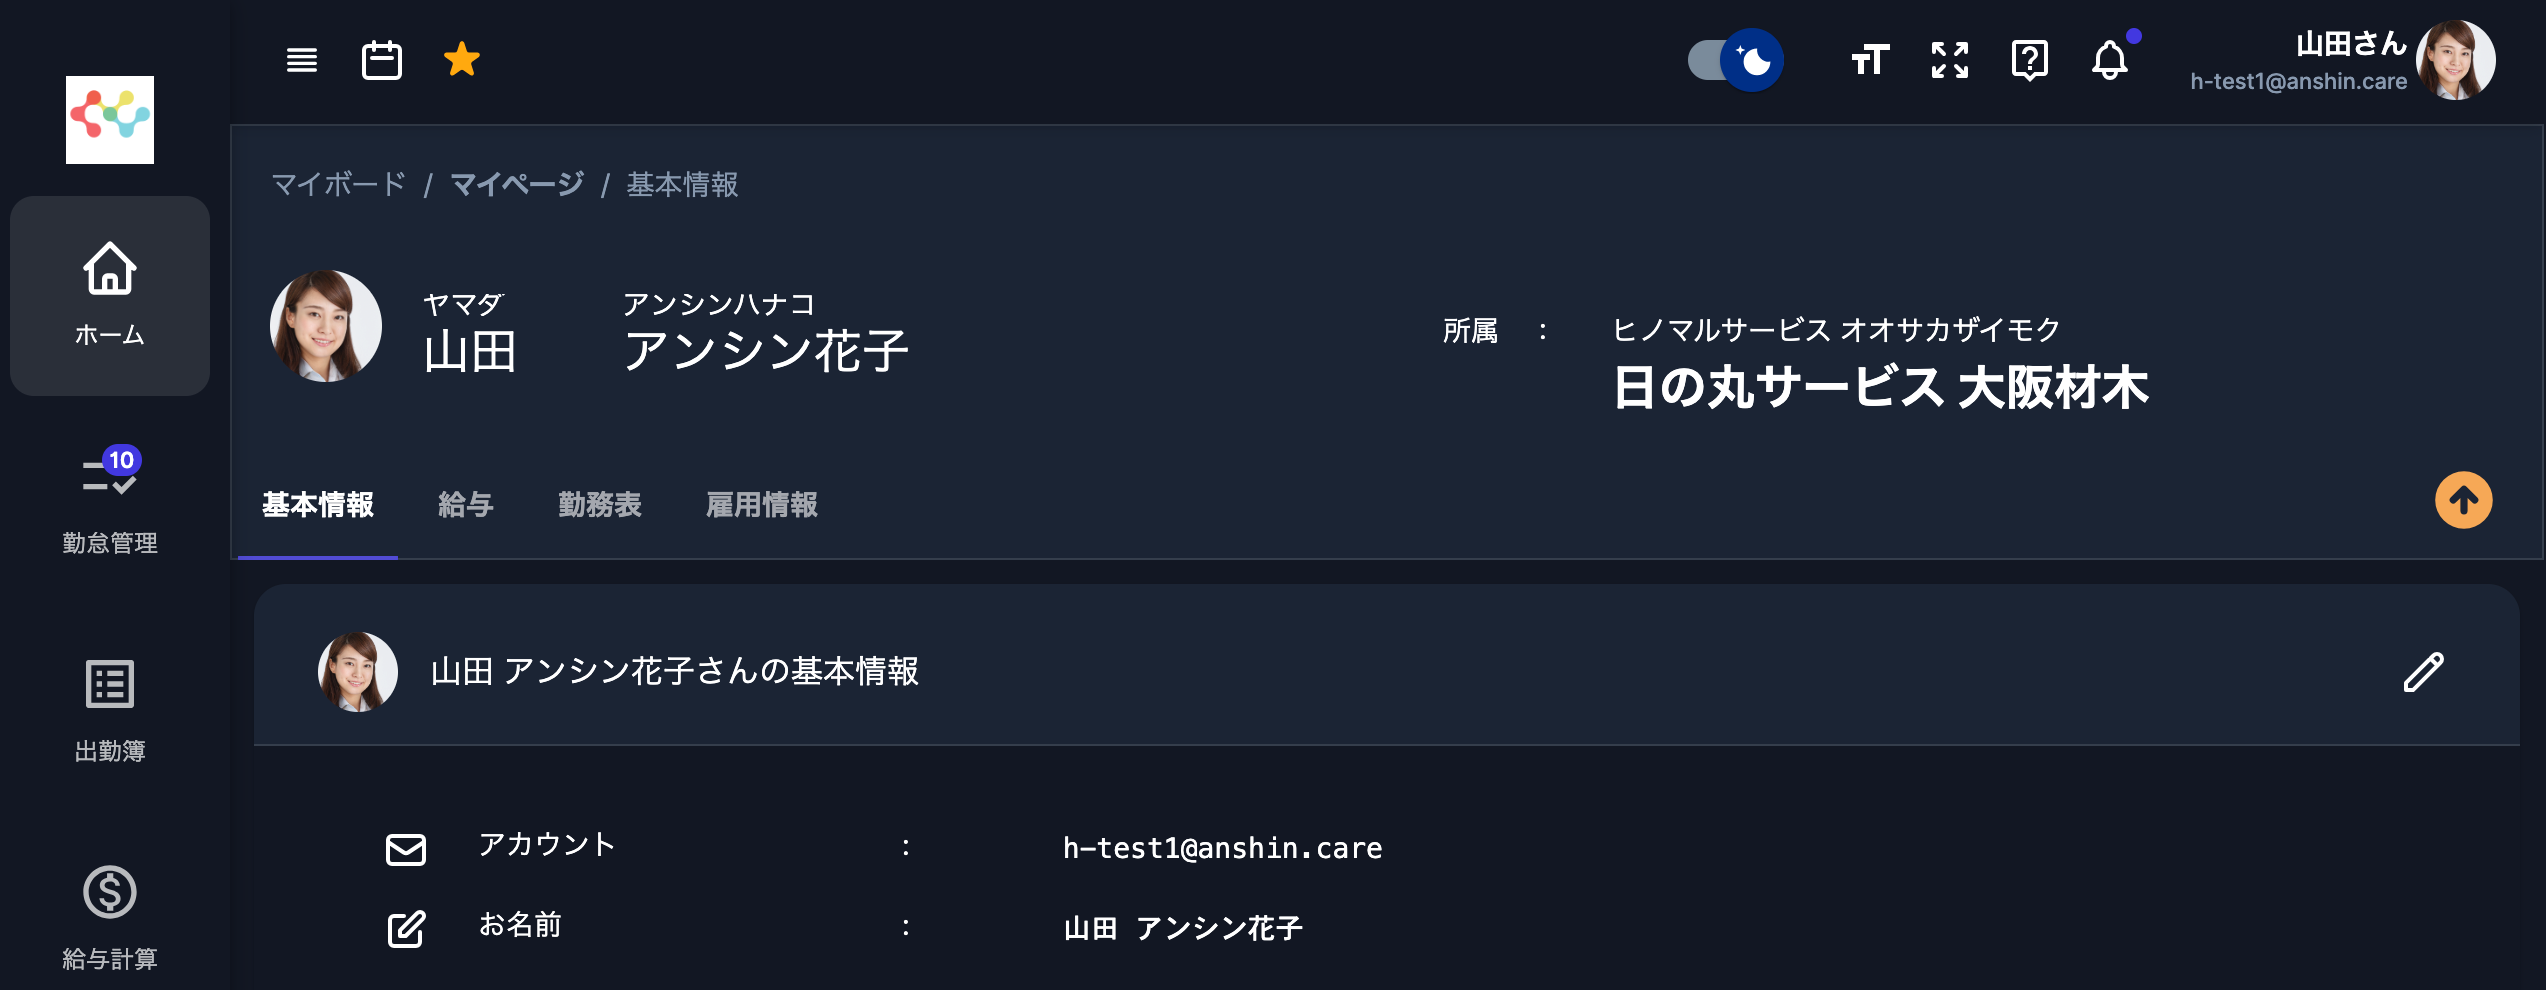 山田さん
h-test1@anshin.care
マイボード / マイページ / 基本情報
ヤマダ アンシンハナコ
山田 アンシン花子
所属 : ヒノマルサービス オオサカザイモク
日の丸サービス 大阪材木
基本情報 給与 勤務表 雇用情報
ホーム
10
勤怠管理
出勤簿
給与計算
山田 アンシン花子さんの基本情報
アカウント : h-test1@anshin.care
お名前 : 山田 アンシン花子